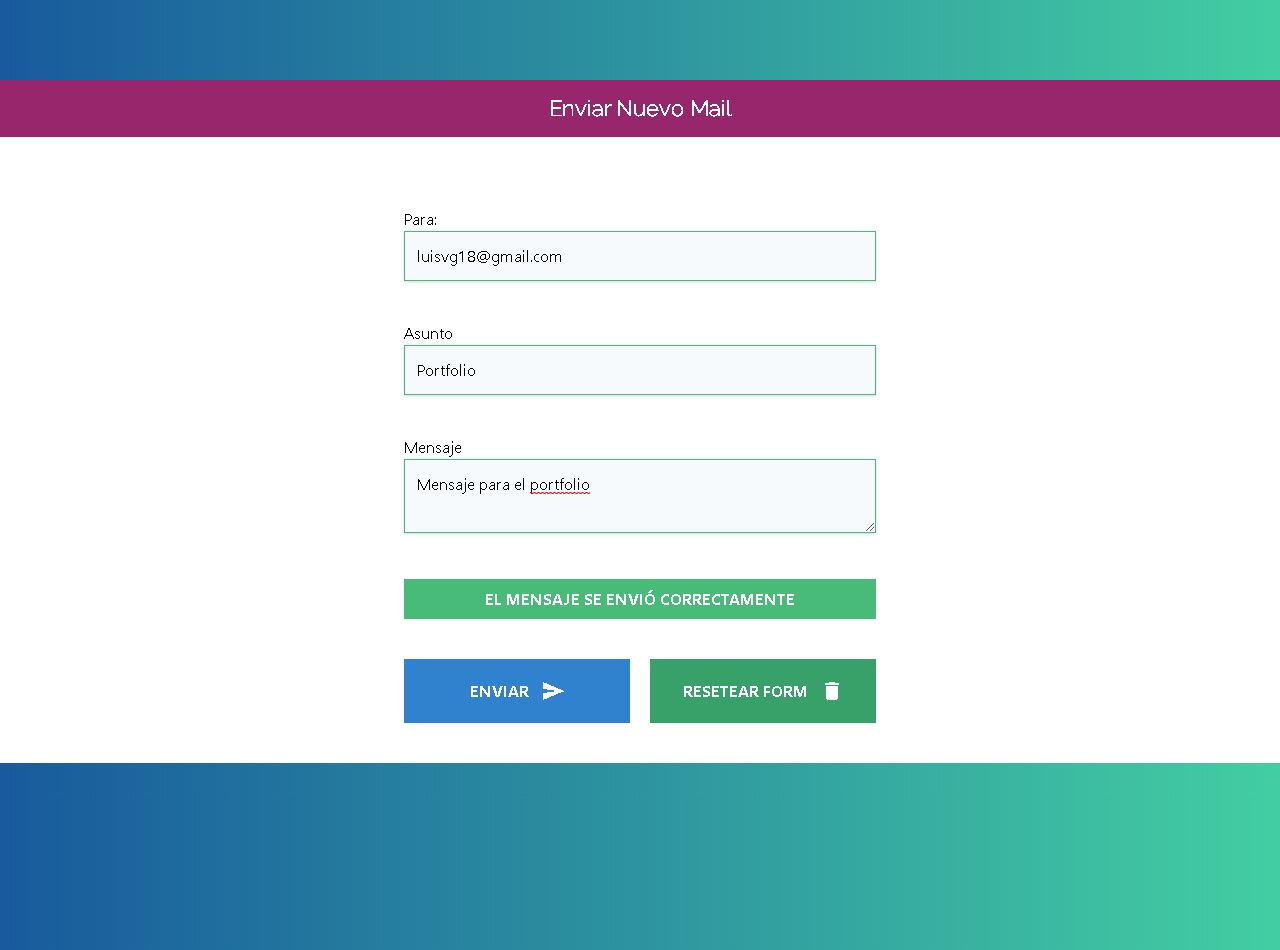 Enviar Nuevo Mail
Para:
luisvg18@gmail.com
Asunto
Portfolio
Mensaje
Mensaje para el portfolio
EL MENSAJE SE ENVIÓ CORRECTAMENTE
ENVIAR
RESETEAR FORM